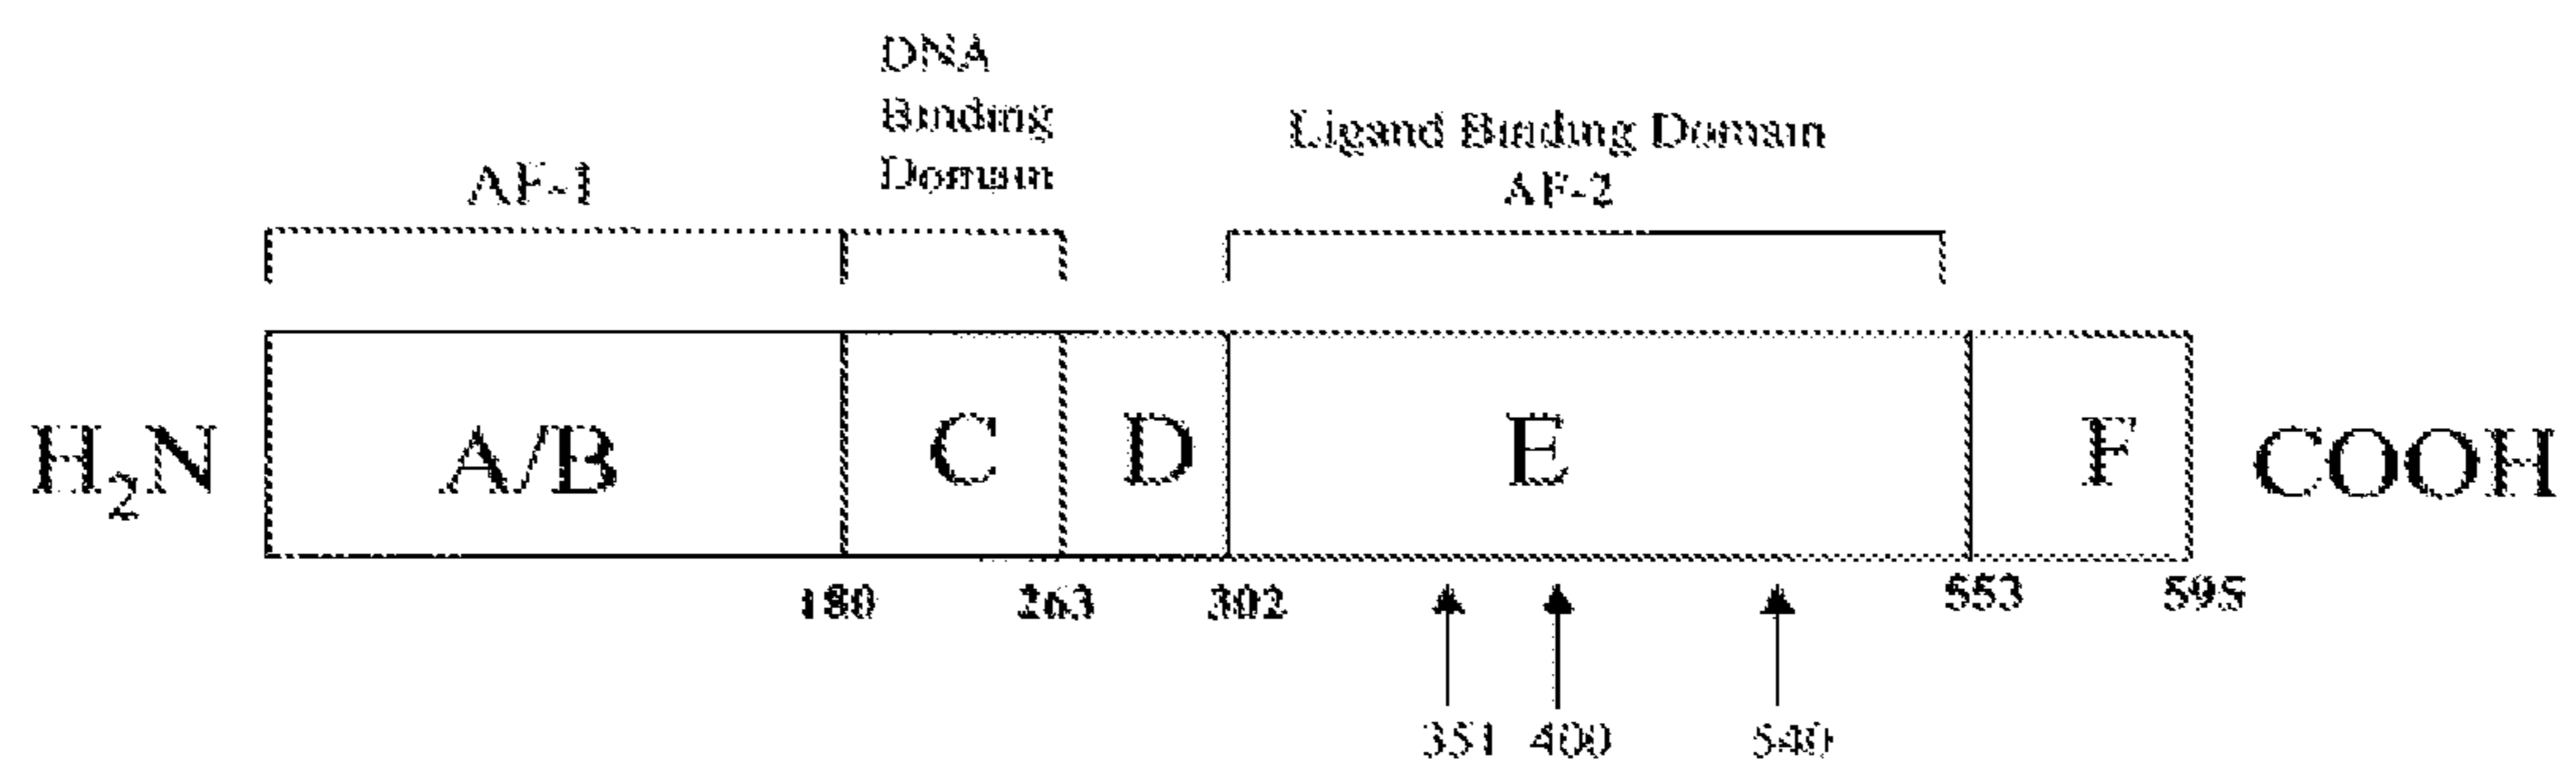 DNA
Binding
Domain
Ligand Binding Domain
AF-1
AF-2
H₂N
A/B
C
D
E
F
COOH
180
263
302
553
595
351
400
540